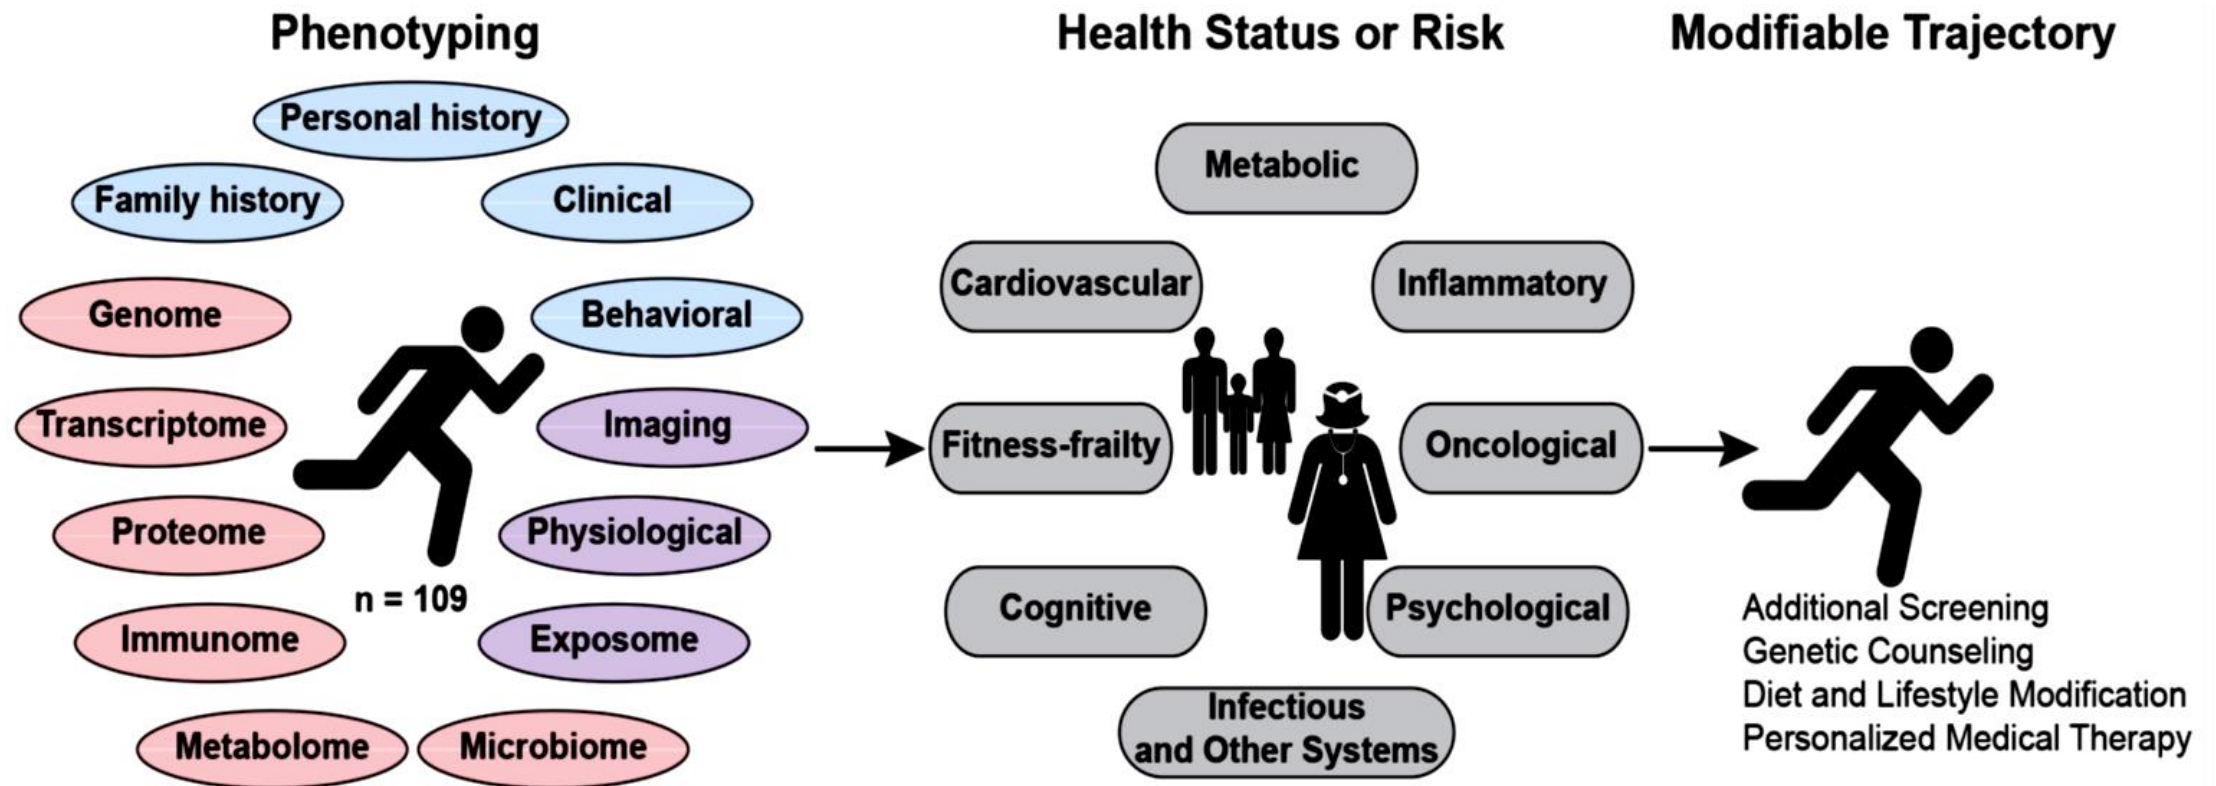 Phenotyping
Health Status or Risk
Modifiable Trajectory
Personal history
Family history
Clinical
Genome
Behavioral
Transcriptome
Imaging
Proteome
Physiological
n = 109
Immunome
Exposome
Metabolome
Microbiome
Metabolic
Cardiovascular
Inflammatory
Fitness-frailty
Oncological
Cognitive
Psychological
Infectious
and Other Systems
Additional Screening
Genetic Counseling
Diet and Lifestyle Modification
Personalized Medical Therapy